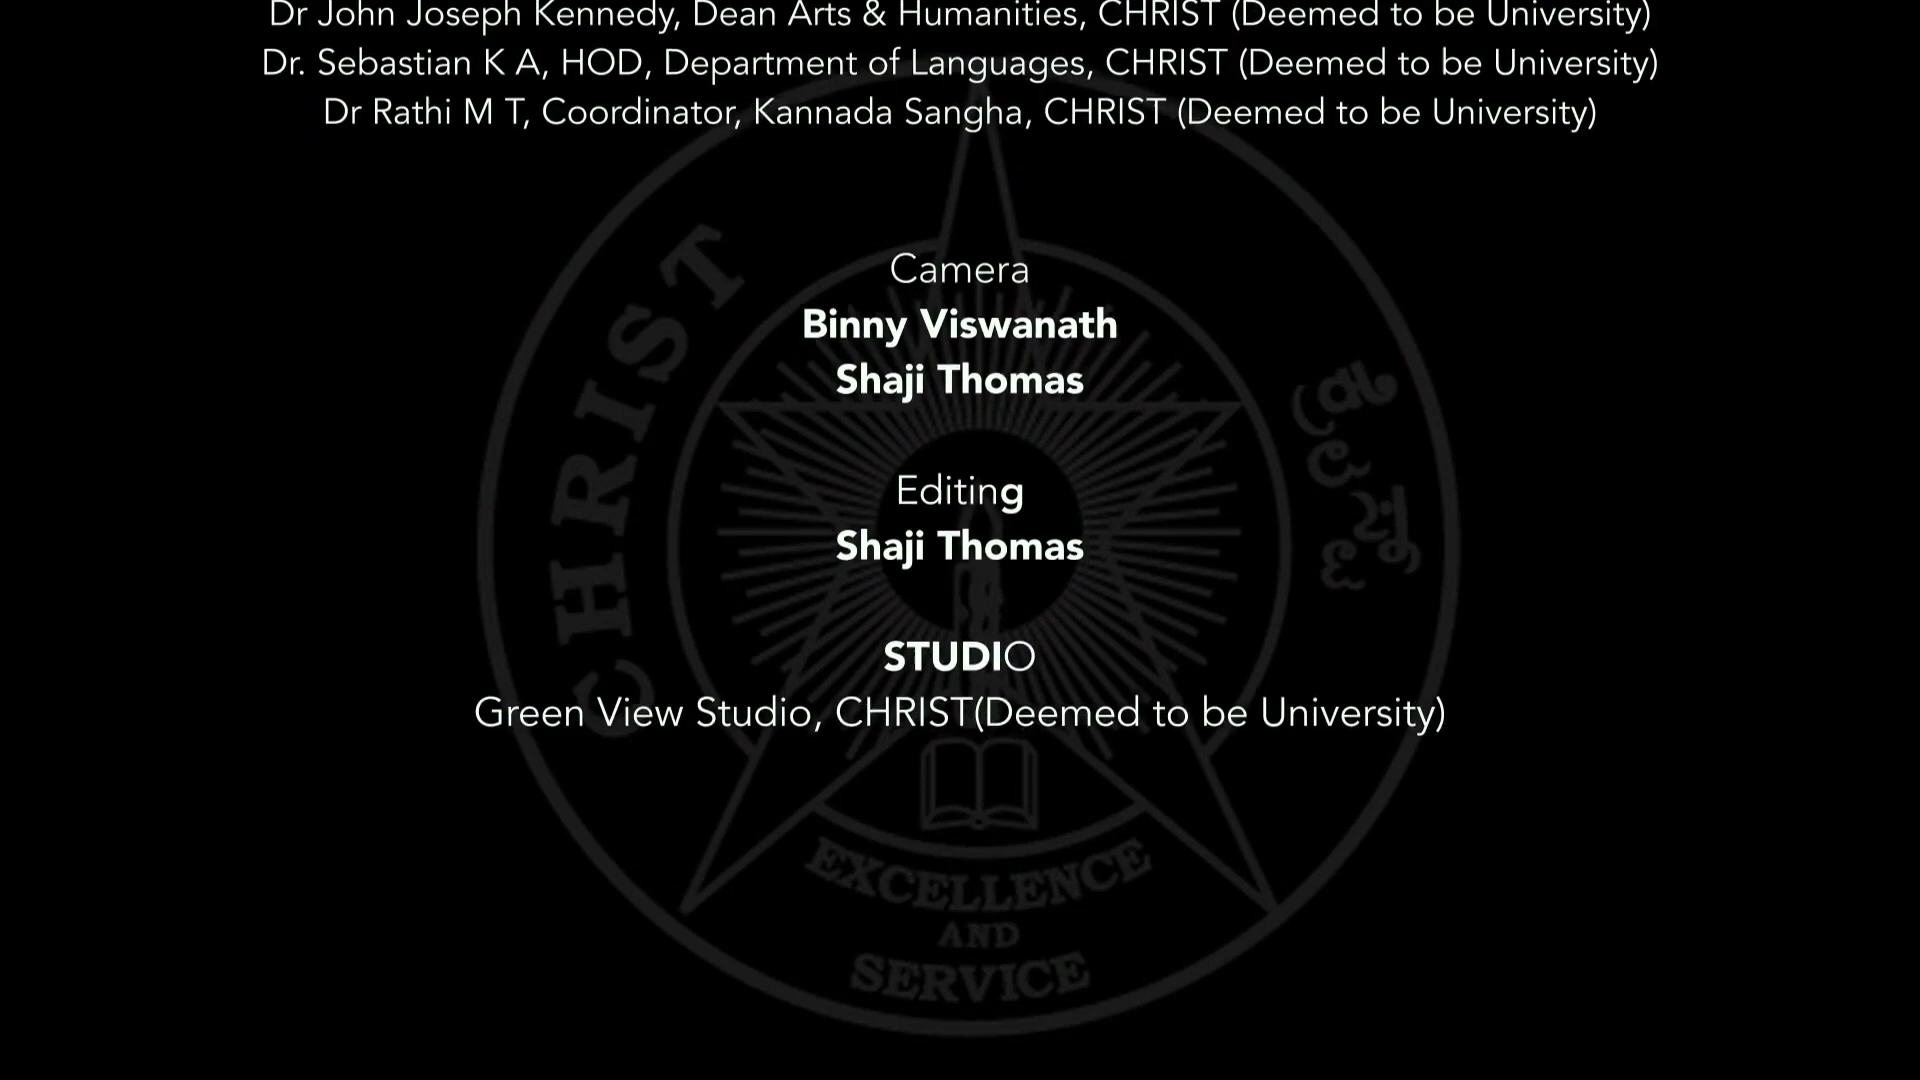 Dr John Joseph Kennedy, Dean Arts & Humanities, CHRIST (Deemed to be University)
Dr. Sebastian K A, HOD, Department of Languages, CHRIST (Deemed to be University)
Dr Rathi M T, Coordinator, Kannada Sangha, CHRIST (Deemed to be University)
Camera
Binny Viswanath
Shaji Thomas
Editing
Shaji Thomas
STUDIO
Green View Studio, CHRIST(Deemed to be University)
CHRIST
ಕ್ರೈಸ್ಟ್
EXCELLENCE
AND
SERVICE